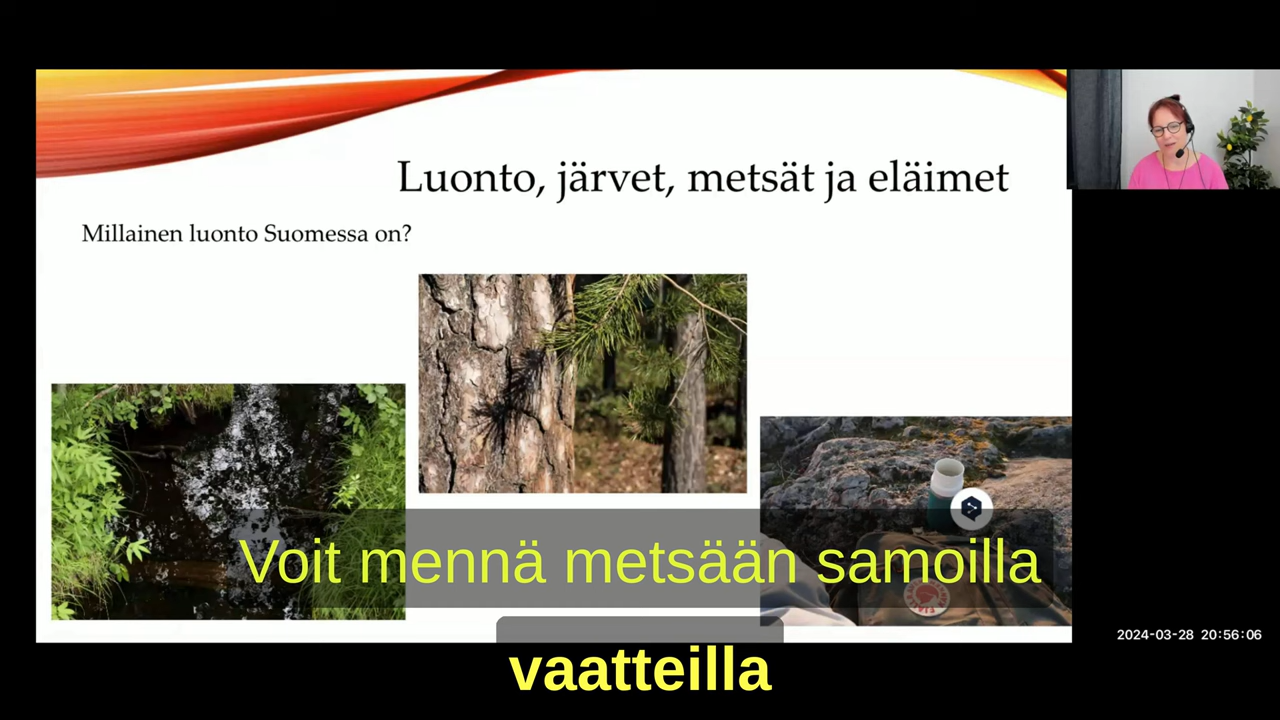 Luonto, järvet, metsät ja eläimet
Millainen luonto Suomessa on?
Voit mennä metsään samoilla
vaatteilla
2024-03-28 20:56:06